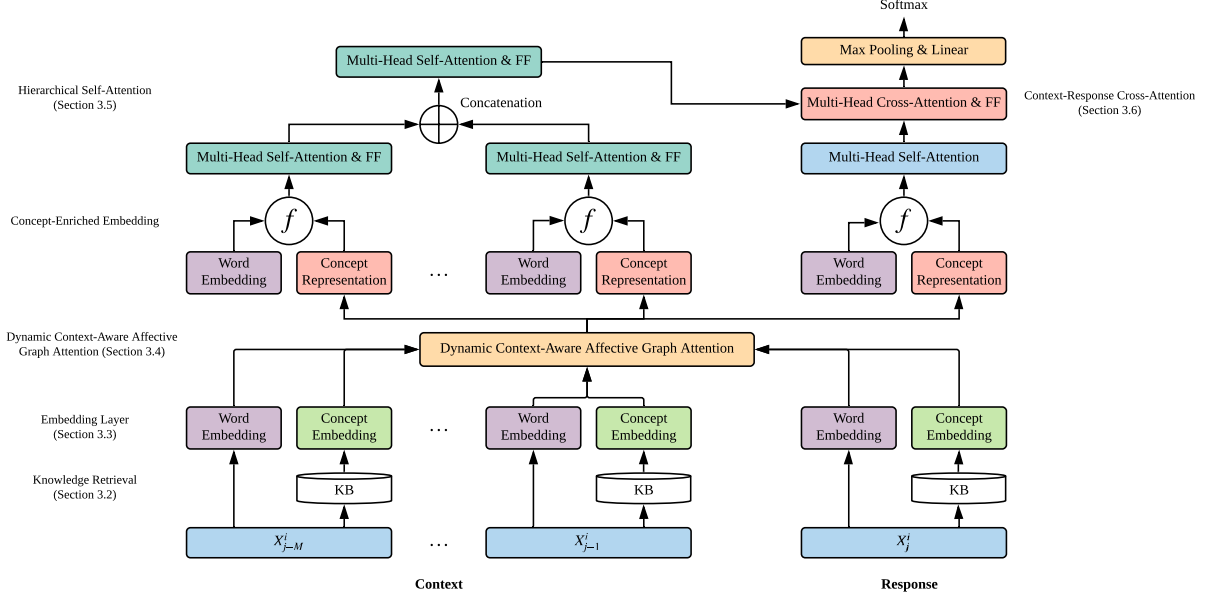 Softmax
Max Pooling & Linear
Multi-Head Self-Attention & FF
Hierarchical Self-Attention
(Section 3.5)
Concatenation
Multi-Head Cross-Attention & FF
Context-Response Cross-Attention
(Section 3.6)
Multi-Head Self-Attention & FF
Multi-Head Self-Attention & FF
Multi-Head Self-Attention
Concept-Enriched Embedding
f
f
f
Word
Embedding
Concept
Representation
...
Word
Embedding
Concept
Representation
Word
Embedding
Concept
Representation
Dynamic Context-Aware Affective
Graph Attention (Section 3.4)
Dynamic Context-Aware Affective Graph Attention
Embedding Layer
(Section 3.3)
Word
Embedding
Concept
Embedding
...
Word
Embedding
Concept
Embedding
Word
Embedding
Concept
Embedding
Knowledge Retrieval
(Section 3.2)
KB
KB
KB
X^i_{j-M}
...
X^i_{j-1}
X^i_j
Context
Response